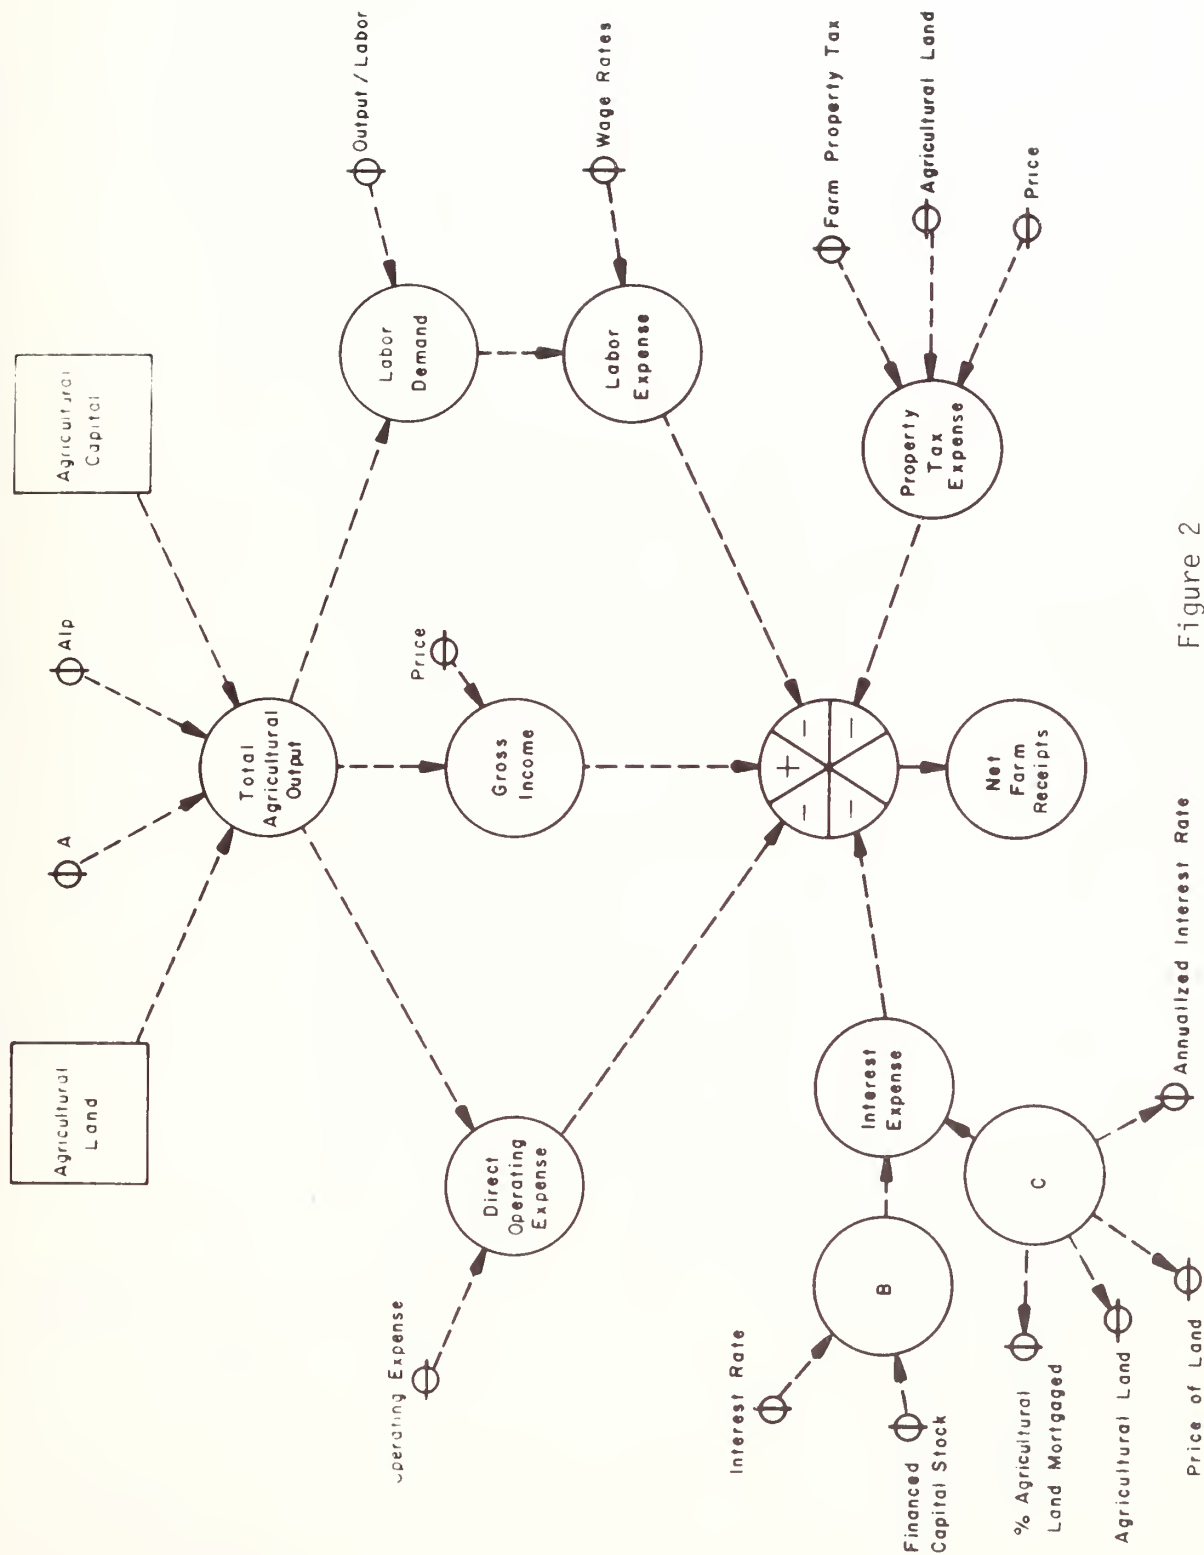 Agricultural
Land
A
Alp
Agricultural
Capital
Total
Agricultural
Output
Operating Expense
Direct
Operating
Expense
Price
Gross
Income
Labor
Demand
Output / Labor
Labor
Expense
Wage Rates
Interest Rate
Financed
Capital Stock
B
Interest
Expense
+
−
−
−
−
Property
Tax
Expense
Farm Property Tax
Agricultural Land
Price
C
% Agricultural
Land Mortgaged
Agricultural Land
Price of Land
Annualized Interest Rate
Net
Farm
Receipts
Figure 2